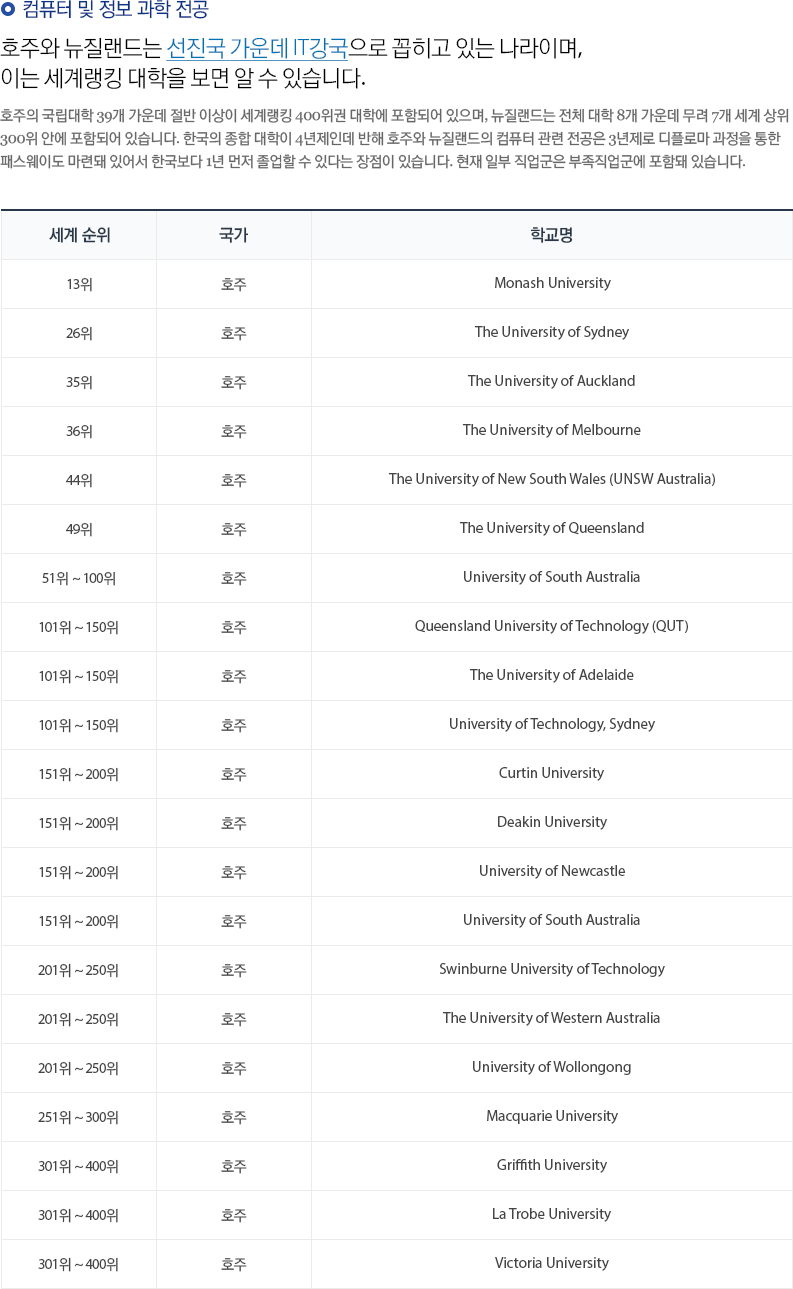 컴퓨터 및 정보 과학 전공
호주와 뉴질랜드는 선진국 가운데 IT강국으로 꼽히고 있는 나라이며,
이는 세계랭킹 대학을 보면 알 수 있습니다.
호주의 국립대학 39개 가운데 절반 이상이 세계랭킹 400위권 대학에 포함되어 있으며, 뉴질랜드는 전체 대학 8개 가운데 무려 7개 세계 상위
300위 안에 포함되어 있습니다. 한국의 종합 대학이 4년제인데 반해 호주와 뉴질랜드의 컴퓨터 관련 전공은 3년제로 디플로마 과정을 통한
패스웨이도 마련돼 있어서 한국보다 1년 먼저 졸업할 수 있다는 장점이 있습니다. 현재 일부 직업군은 부족직업군에 포함돼 있습니다.
세계 순위 국가 학교명
13위 호주 Monash University
26위 호주 The University of Sydney
35위 호주 The University of Auckland
36위 호주 The University of Melbourne
44위 호주 The University of New South Wales (UNSW Australia)
49위 호주 The University of Queensland
51위 ~ 100위 호주 University of South Australia
101위 ~ 150위 호주 Queensland University of Technology (QUT)
101위 ~ 150위 호주 The University of Adelaide
101위 ~ 150위 호주 University of Technology, Sydney
151위 ~ 200위 호주 Curtin University
151위 ~ 200위 호주 Deakin University
151위 ~ 200위 호주 University of Newcastle
151위 ~ 200위 호주 University of South Australia
201위 ~ 250위 호주 Swinburne University of Technology
201위 ~ 250위 호주 The University of Western Australia
201위 ~ 250위 호주 University of Wollongong
251위 ~ 300위 호주 Macquarie University
301위 ~ 400위 호주 Griffith University
301위 ~ 400위 호주 La Trobe University
301위 ~ 400위 호주 Victoria University